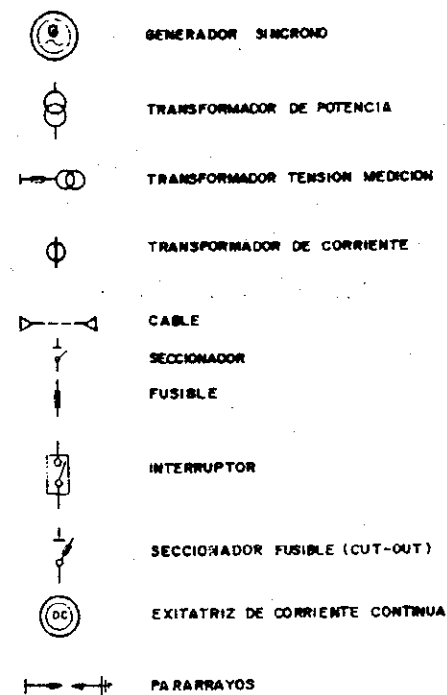 G GENERADOR SINCRONO
TRANSFORMADOR DE POTENCIA
TRANSFORMADOR TENSION MEDICION
TRANSFORMADOR DE CORRIENTE
CABLE
SECCIONADOR
FUSIBLE
INTERRUPTOR
SECCIONADOR FUSIBLE (CUT-OUT)
DC EXITATRIZ DE CORRIENTE CONTINUA
PARARRAYOS